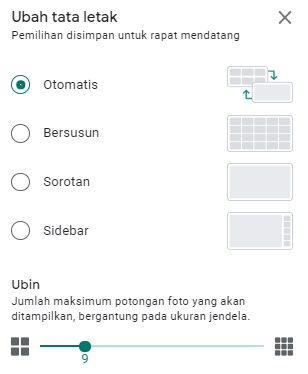 Ubah tata letak
Pemilihan disimpan untuk rapat mendatang
Otomatis
Bersusun
Sorotan
Sidebar
Ubin
Jumlah maksimum potongan foto yang akan
ditampilkan, bergantung pada ukuran jendela.
9